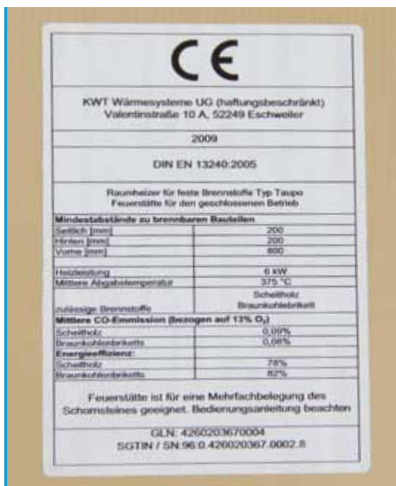 CE
KWT Wärmesysteme UG (haftungsbeschränkt)
Valentinstraße 10 A, 52249 Eschweiler
2009
DIN EN 13240:2005
Raumheizer für feste Brennstoffe Typ Taupo
Feuerstätte für den geschlossenen Betrieb
Mindestabstände zu brennbaren Bauteilen
Seitlich [mm] 200
Hinten [mm] 200
Vorne [mm] 800
Heizleistung 6 kW
Mittlere Abgabstemperatur 375 °C
Scheitholz
zulässige Brennstoffe Braunkohlebrikett
Mittlere CO-Emmission (bezogen auf 13% O₂)
Scheitholz 0,09%
Braunkohlenbriketts 0,08%
Energieeffizienz:
Scheitholz 78%
Braunkohlenbriketts 82%
Feuerstätte ist für eine Mehrfachbelegung des
Schornsteines geeignet. Bedienungsanleitung beachten
GLN: 4260203670004
SGTIN / SN:96:0.426020367.0002.8